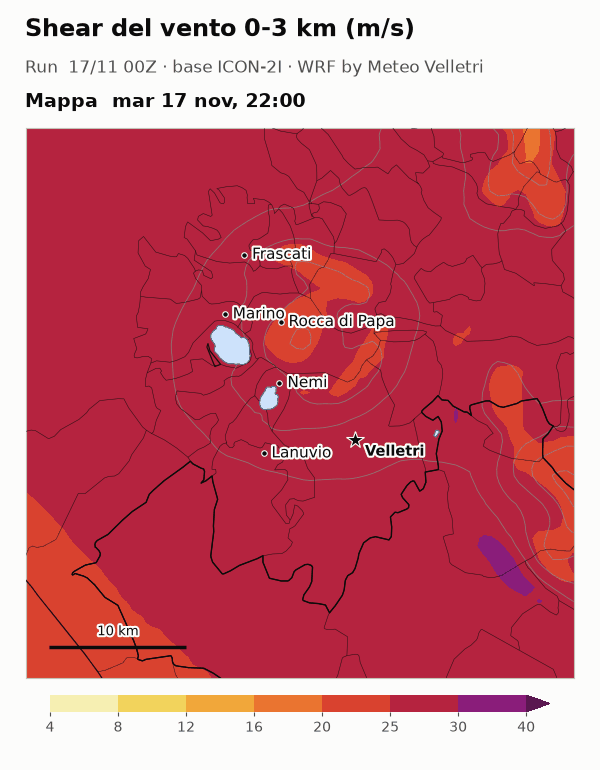 Shear del vento 0-3 km (m/s)
Run  17/11 00Z · base ICON-2I · WRF by Meteo Velletri
Mappa  mar 17 nov, 22:00
Frascati
Marino
Rocca di Papa
Nemi
Velletri
Lanuvio
10 km
4 8 12 16 20 25 30 40